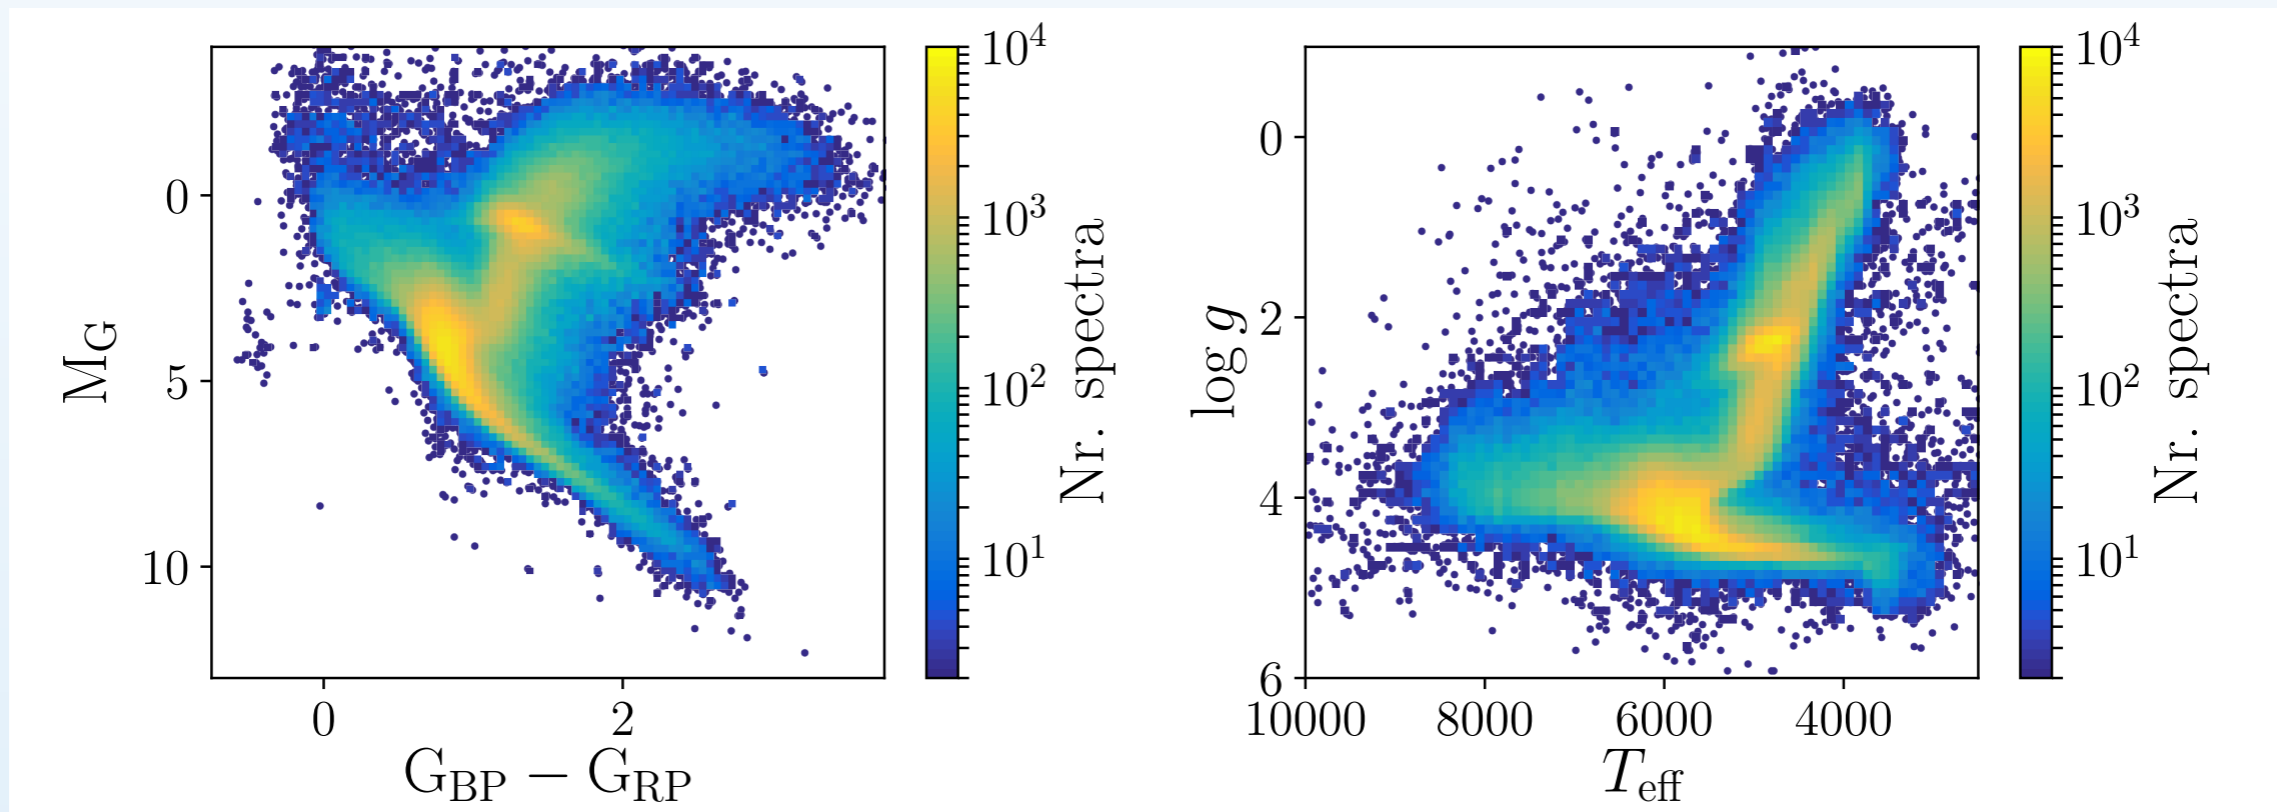 M_G
0
5
10
0 2
G_BP − G_RP
10^4
10^3
10^2
10^1
Nr. spectra
log g
0
2
4
6
10000 8000 6000 4000
T_eff
10^4
10^3
10^2
10^1
Nr. spectra